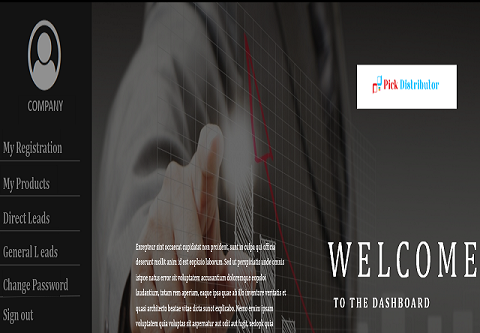 COMPANY
My Registration
My Products
Direct Leads
General Leads
Change Password
Sign out
Pick Distributor
Excepteur sint occaecat cupidatat non proident, sunt in culpa qui officia
deserunt mollit anim id est explicio laborum. Sed ut perspiciatis unde omnis
istpoe natus error sit voluptatem accusantium doloremque
laudantium, totam rem aperiam, eaque ipsa quae ab illo inventore veritatis et
quasi architecto beatae vitae dicta sunt explicabo. Nemo enim ipsam
voluptatem quia voluptas sit aspernatur aut odit aut fugit, sedopit quia
WELCOME
TO THE DASHBOARD